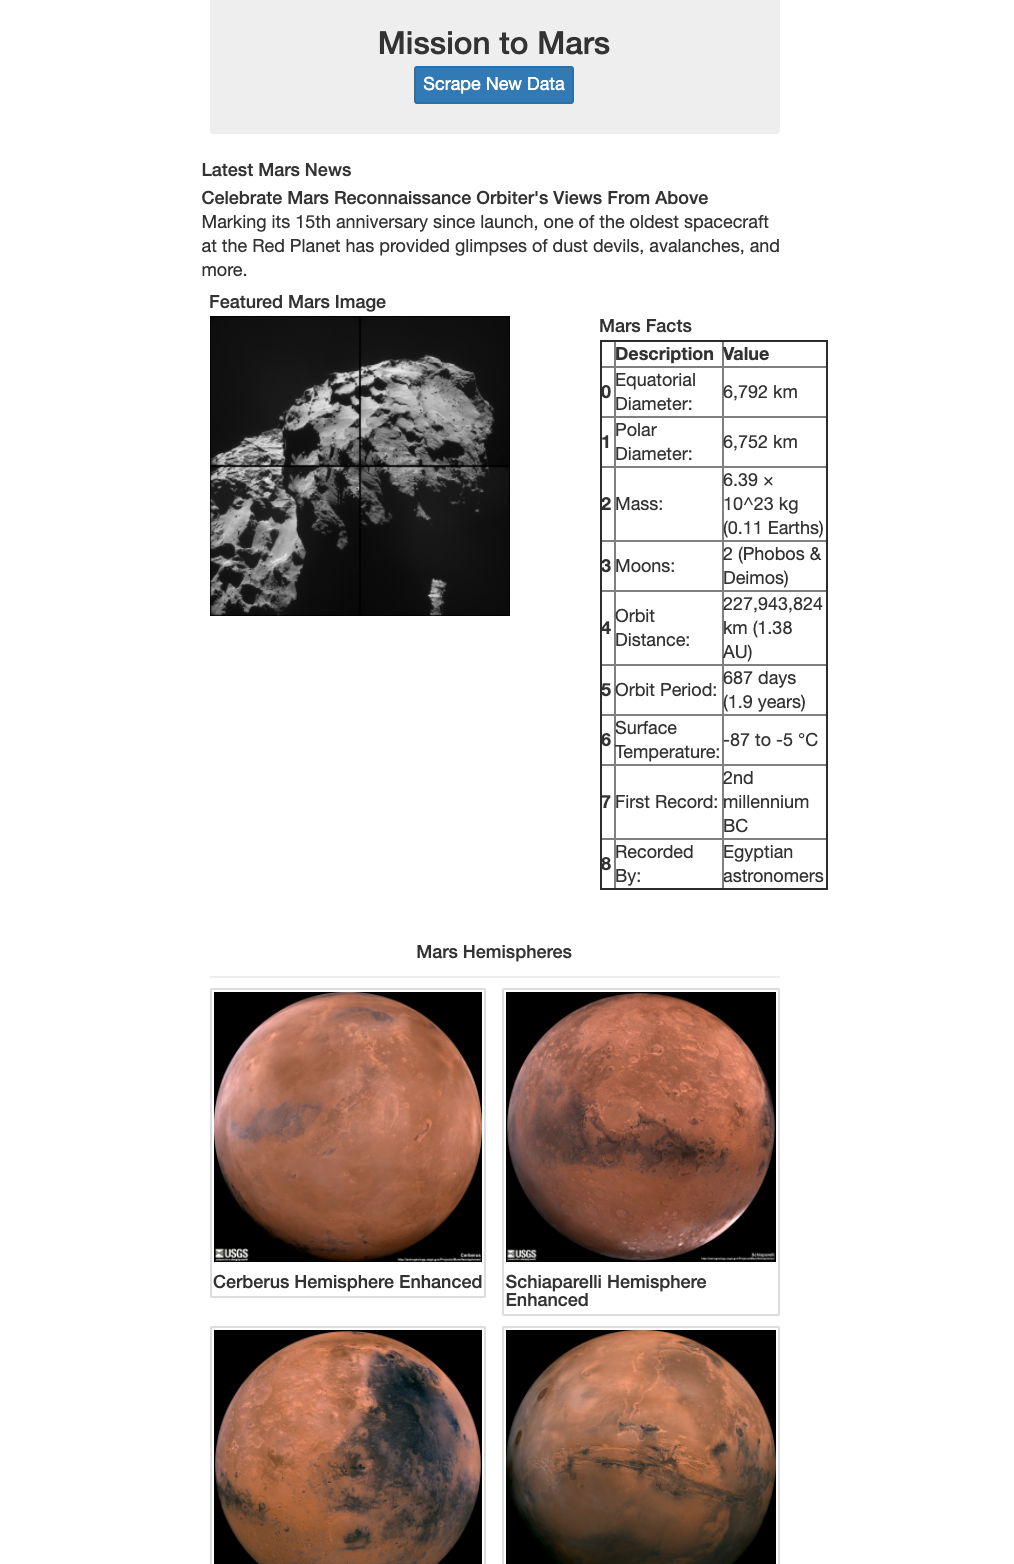 Mission to Mars
Scrape New Data
Latest Mars News
Celebrate Mars Reconnaissance Orbiter's Views From Above
Marking its 15th anniversary since launch, one of the oldest spacecraft
at the Red Planet has provided glimpses of dust devils, avalanches, and
more.
Featured Mars Image
Mars Facts
Description Value
0 Equatorial Diameter: 6,792 km
1 Polar Diameter: 6,752 km
2 Mass: 6.39 × 10^23 kg (0.11 Earths)
3 Moons: 2 (Phobos & Deimos)
4 Orbit Distance: 227,943,824 km (1.38 AU)
5 Orbit Period: 687 days (1.9 years)
6 Surface Temperature: -87 to -5 °C
7 First Record: 2nd millennium BC
8 Recorded By: Egyptian astronomers
Mars Hemispheres
USGS
Cerberus
USGS
Schiaparelli
Cerberus Hemisphere Enhanced
Schiaparelli Hemisphere
Enhanced